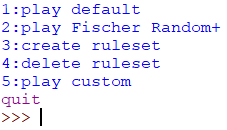 1:play default
2:play Fischer Random+
3:create ruleset
4:delete ruleset
5:play custom
quit
>>>